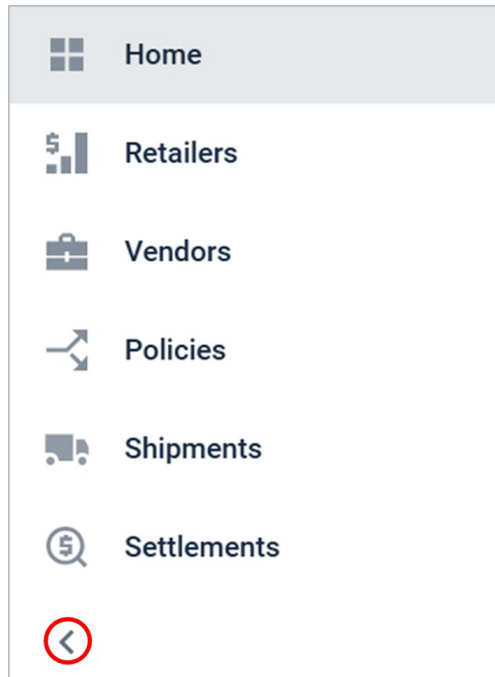 Home
Retailers
Vendors
Policies
Shipments
Settlements